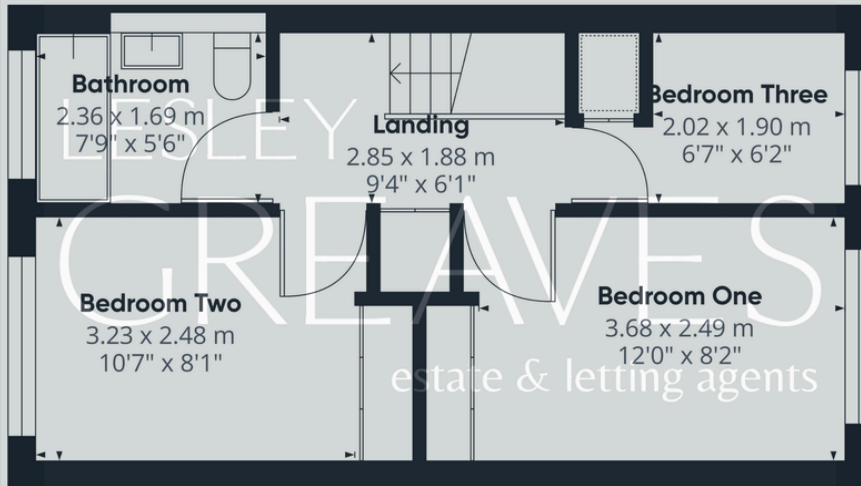 Bathroom
2.36 x 1.69 m
7'9" x 5'6"
Landing
2.85 x 1.88 m
9'4" x 6'1"
Bedroom Three
2.02 x 1.90 m
6'7" x 6'2"
LESLEY
GREAVES
estate & letting agents
Bedroom Two
3.23 x 2.48 m
10'7" x 8'1"
Bedroom One
3.68 x 2.49 m
12'0" x 8'2"